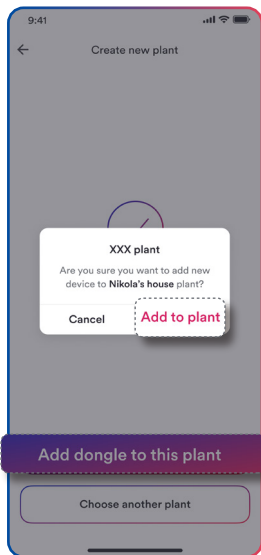 9:41
Create new plant
XXX plant
Are you sure you want to add new
device to Nikola's house plant?
Cancel
Add to plant
Add dongle to this plant
Choose another plant